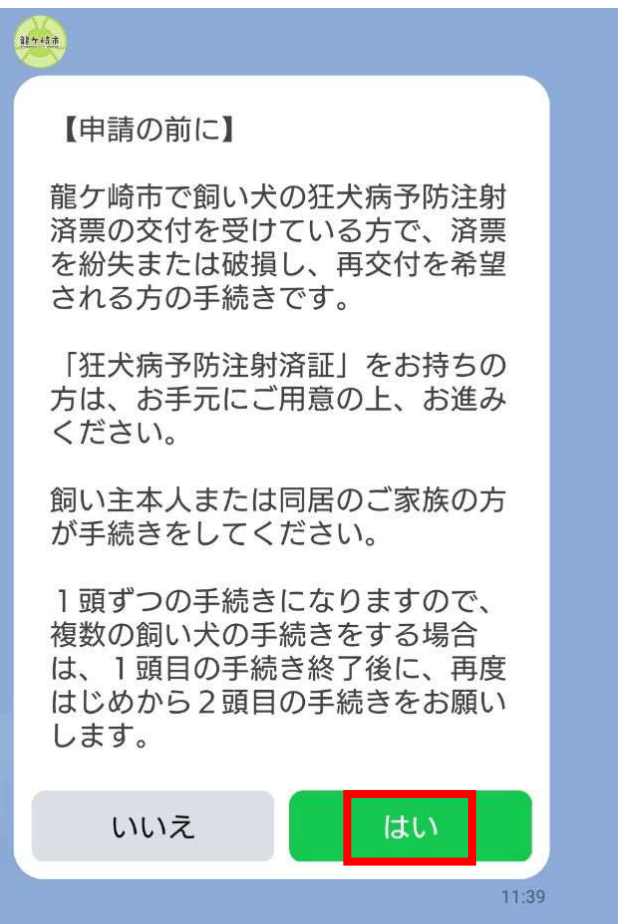 龍ケ崎市
【申請の前に】
龍ケ崎市で飼い犬の狂犬病予防注射
済票の交付を受けている方で、済票
を紛失または破損し、再交付を希望
される方の手続きです。
「狂犬病予防注射済証」をお持ちの
方は、お手元にご用意の上、お進み
ください。
飼い主本人または同居のご家族の方
が手続きをしてください。
１頭ずつの手続きになりますので、
複数の飼い犬の手続きをする場合
は、１頭目の手続き終了後に、再度
はじめから２頭目の手続きをお願い
します。
いいえ
はい
11:39